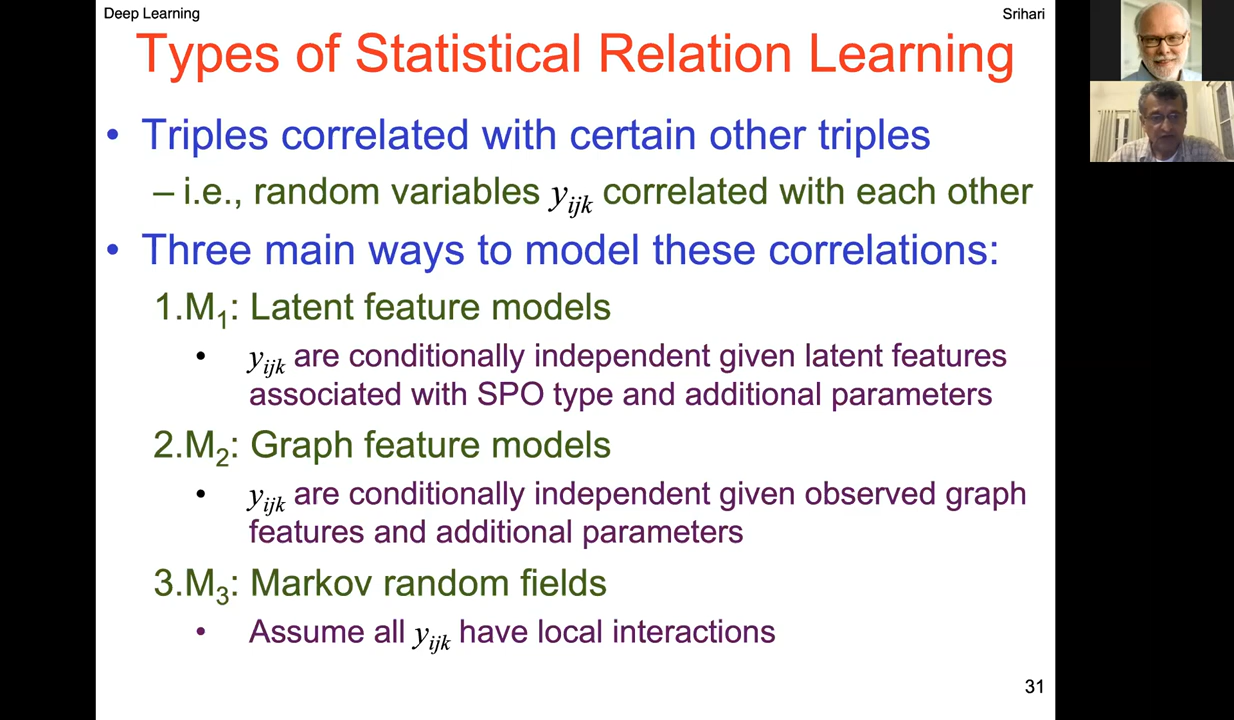 Deep Learning
Srihari
Types of Statistical Relation Learning
• Triples correlated with certain other triples
– i.e., random variables yijk correlated with each other
• Three main ways to model these correlations:
1.M1: Latent feature models
• yijk are conditionally independent given latent features
associated with SPO type and additional parameters
2.M2: Graph feature models
• yijk are conditionally independent given observed graph
features and additional parameters
3.M3: Markov random fields
• Assume all yijk have local interactions
31